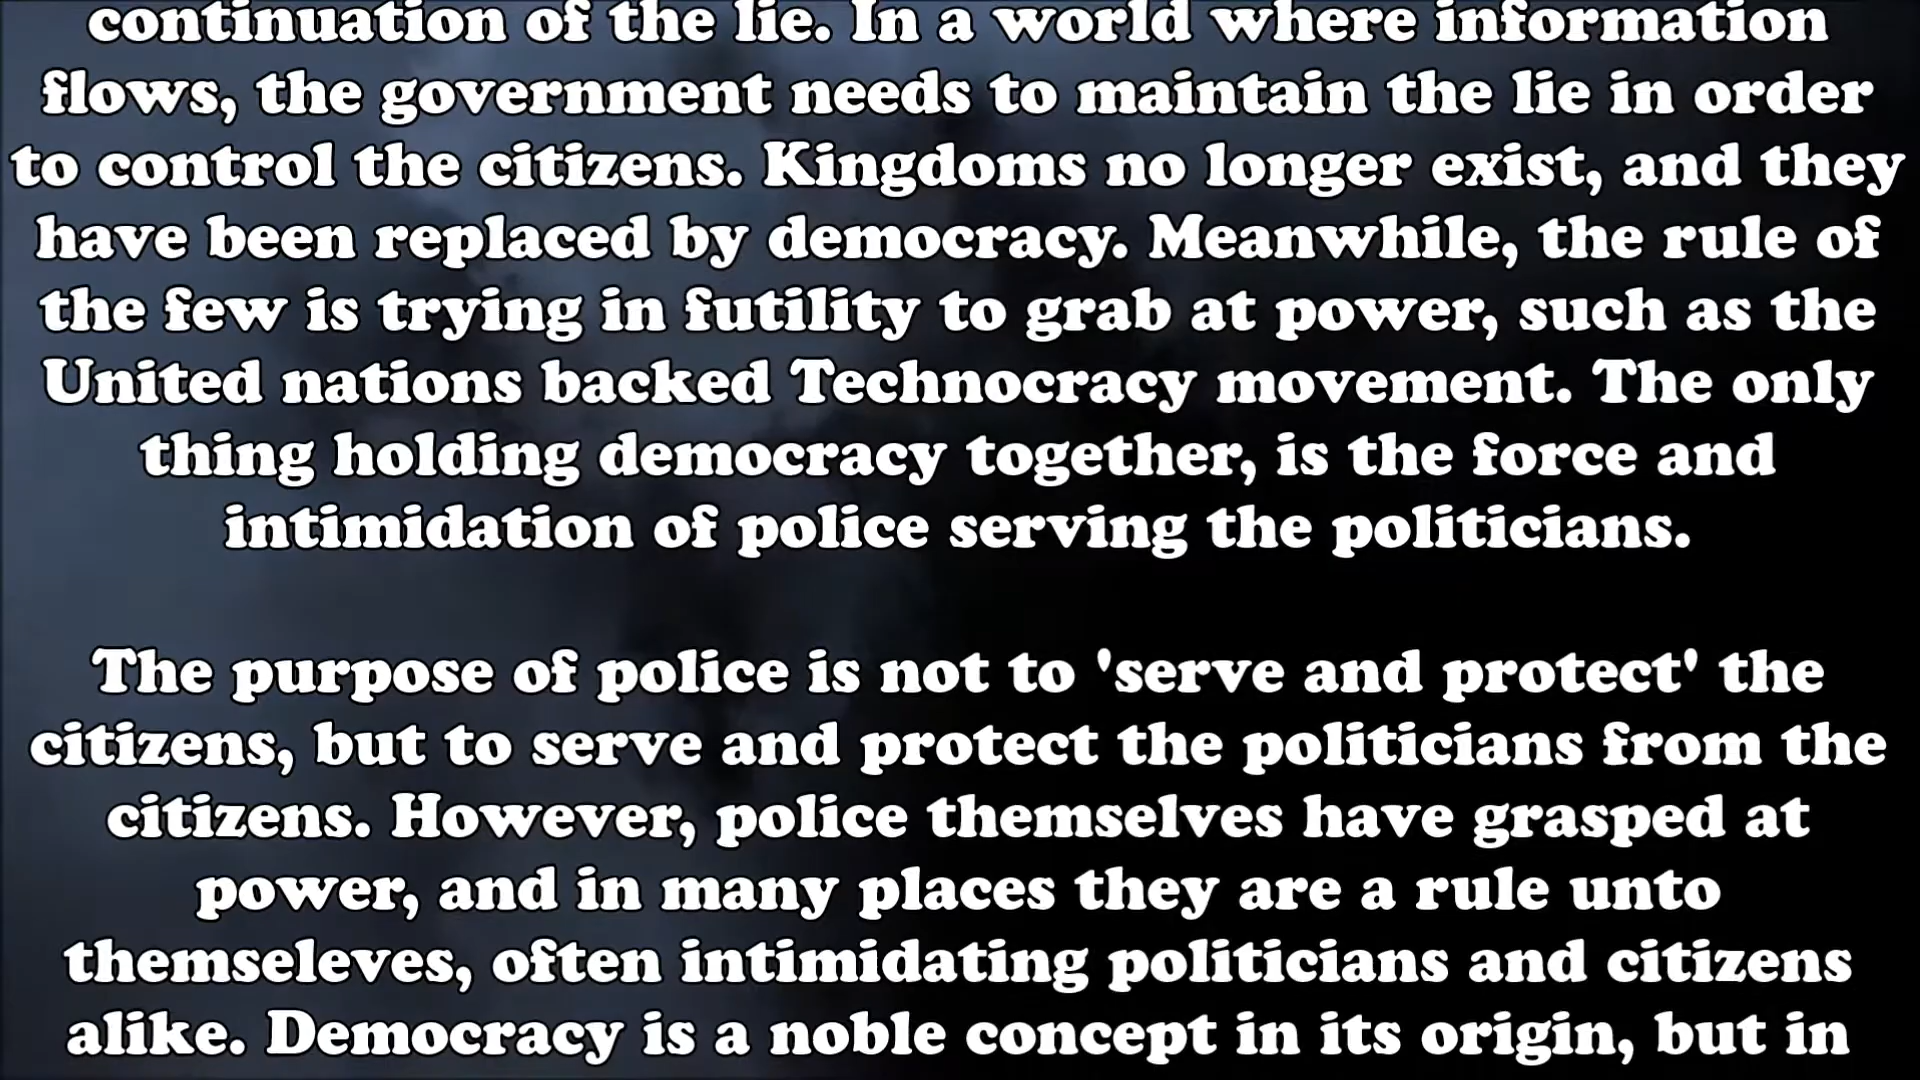 continuation of the lie. In a world where information
flows, the government needs to maintain the lie in order
to control the citizens. Kingdoms no longer exist, and they
have been replaced by democracy. Meanwhile, the rule of
the few is trying in futility to grab at power, such as the
United nations backed Technocracy movement. The only
thing holding democracy together, is the force and
intimidation of police serving the politicians.
The purpose of police is not to 'serve and protect' the
citizens, but to serve and protect the politicians from the
citizens. However, police themselves have grasped at
power, and in many places they are a rule unto
themseleves, often intimidating politicians and citizens
alike. Democracy is a noble concept in its origin, but in